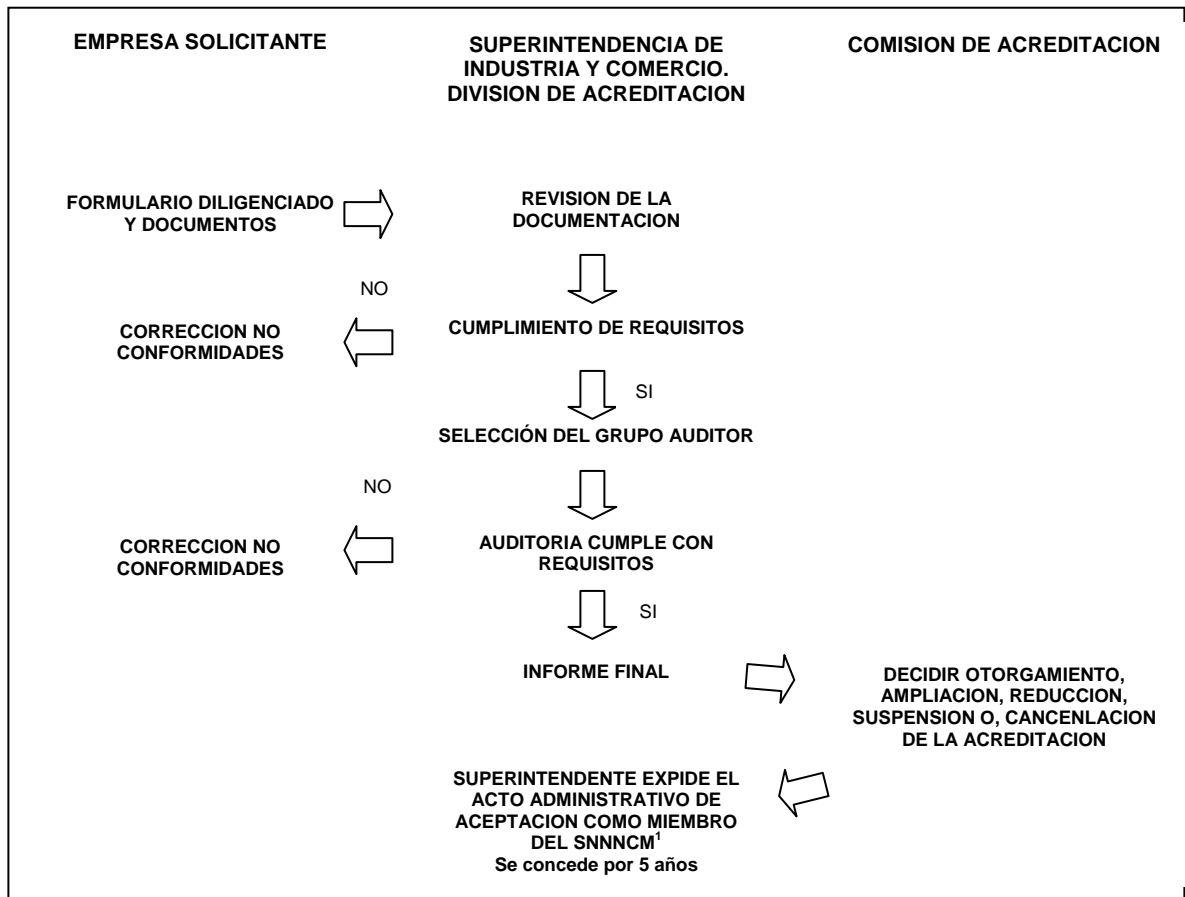 EMPRESA SOLICITANTE
SUPERINTENDENCIA DE
INDUSTRIA Y COMERCIO.
DIVISION DE ACREDITACION
COMISION DE ACREDITACION
FORMULARIO DILIGENCIADO
Y DOCUMENTOS
REVISION DE LA
DOCUMENTACION
NO
CORRECCION NO
CONFORMIDADES
CUMPLIMIENTO DE REQUISITOS
SI
SELECCIÓN DEL GRUPO AUDITOR
NO
CORRECCION NO
CONFORMIDADES
AUDITORIA CUMPLE CON
REQUISITOS
SI
INFORME FINAL
DECIDIR OTORGAMIENTO,
AMPLIACION, REDUCCION,
SUSPENSION O, CANCENLACION
DE LA ACREDITACION
SUPERINTENDENTE EXPIDE EL
ACTO ADMINISTRATIVO DE
ACEPTACION COMO MIEMBRO
DEL SNNNCM¹
Se concede por 5 años